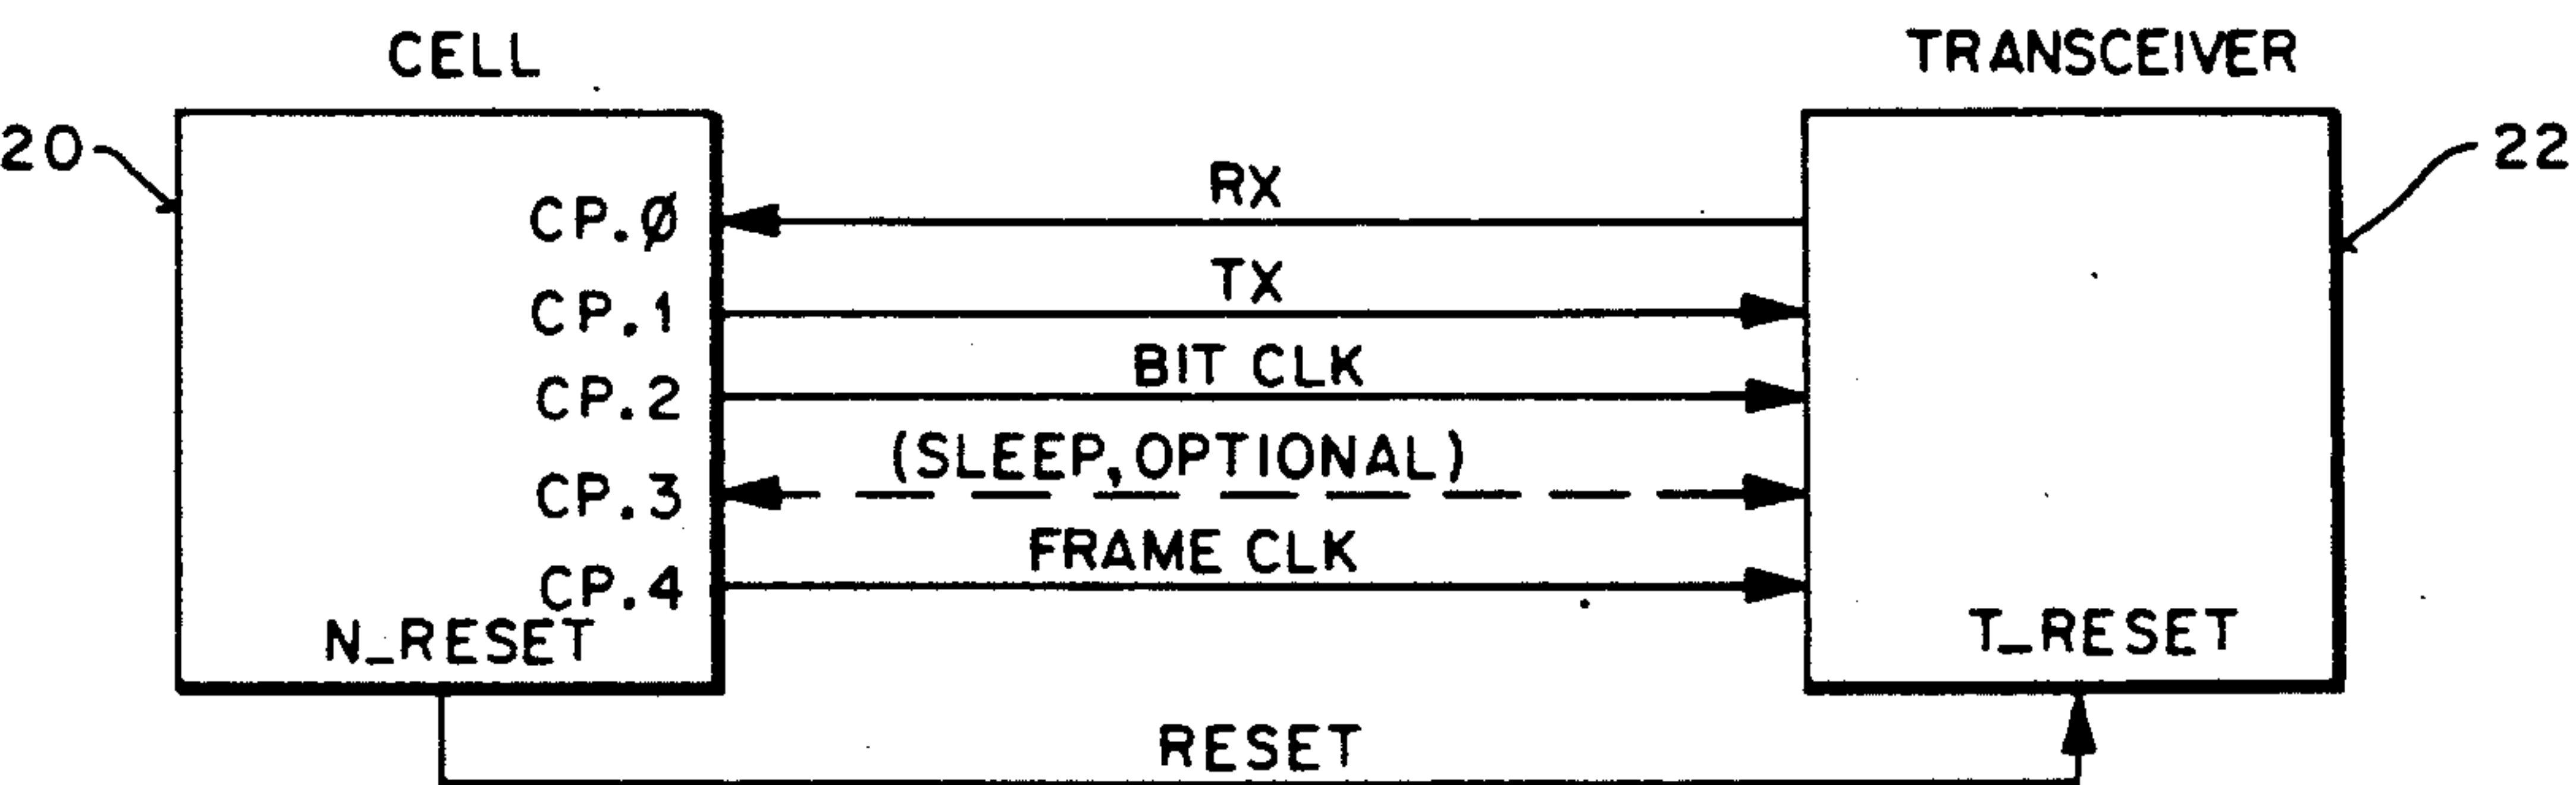 CELL
TRANSCEIVER
20
22
RX
CP.Ø
TX
CP.1
BIT CLK
CP.2
(SLEEP, OPTIONAL)
CP.3
FRAME CLK
CP.4
N_RESET
T_RESET
RESET